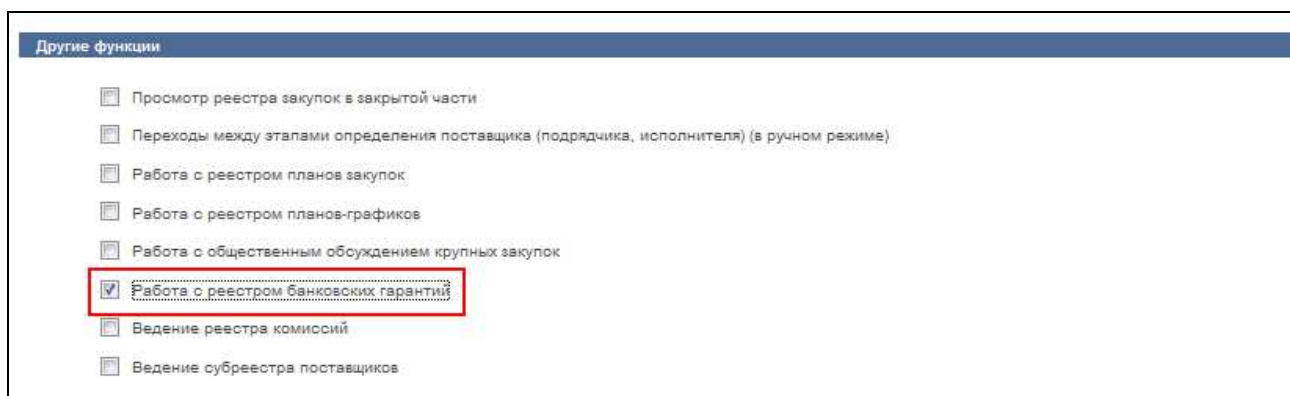 Другие функции
Просмотр реестра закупок в закрытой части
Переходы между этапами определения поставщика (подрядчика, исполнителя) (в ручном режиме)
Работа с реестром планов закупок
Работа с реестром планов-графиков
Работа с общественным обсуждением крупных закупок
Работа с реестром банковских гарантий
Ведение реестра комиссий
Ведение субреестра поставщиков